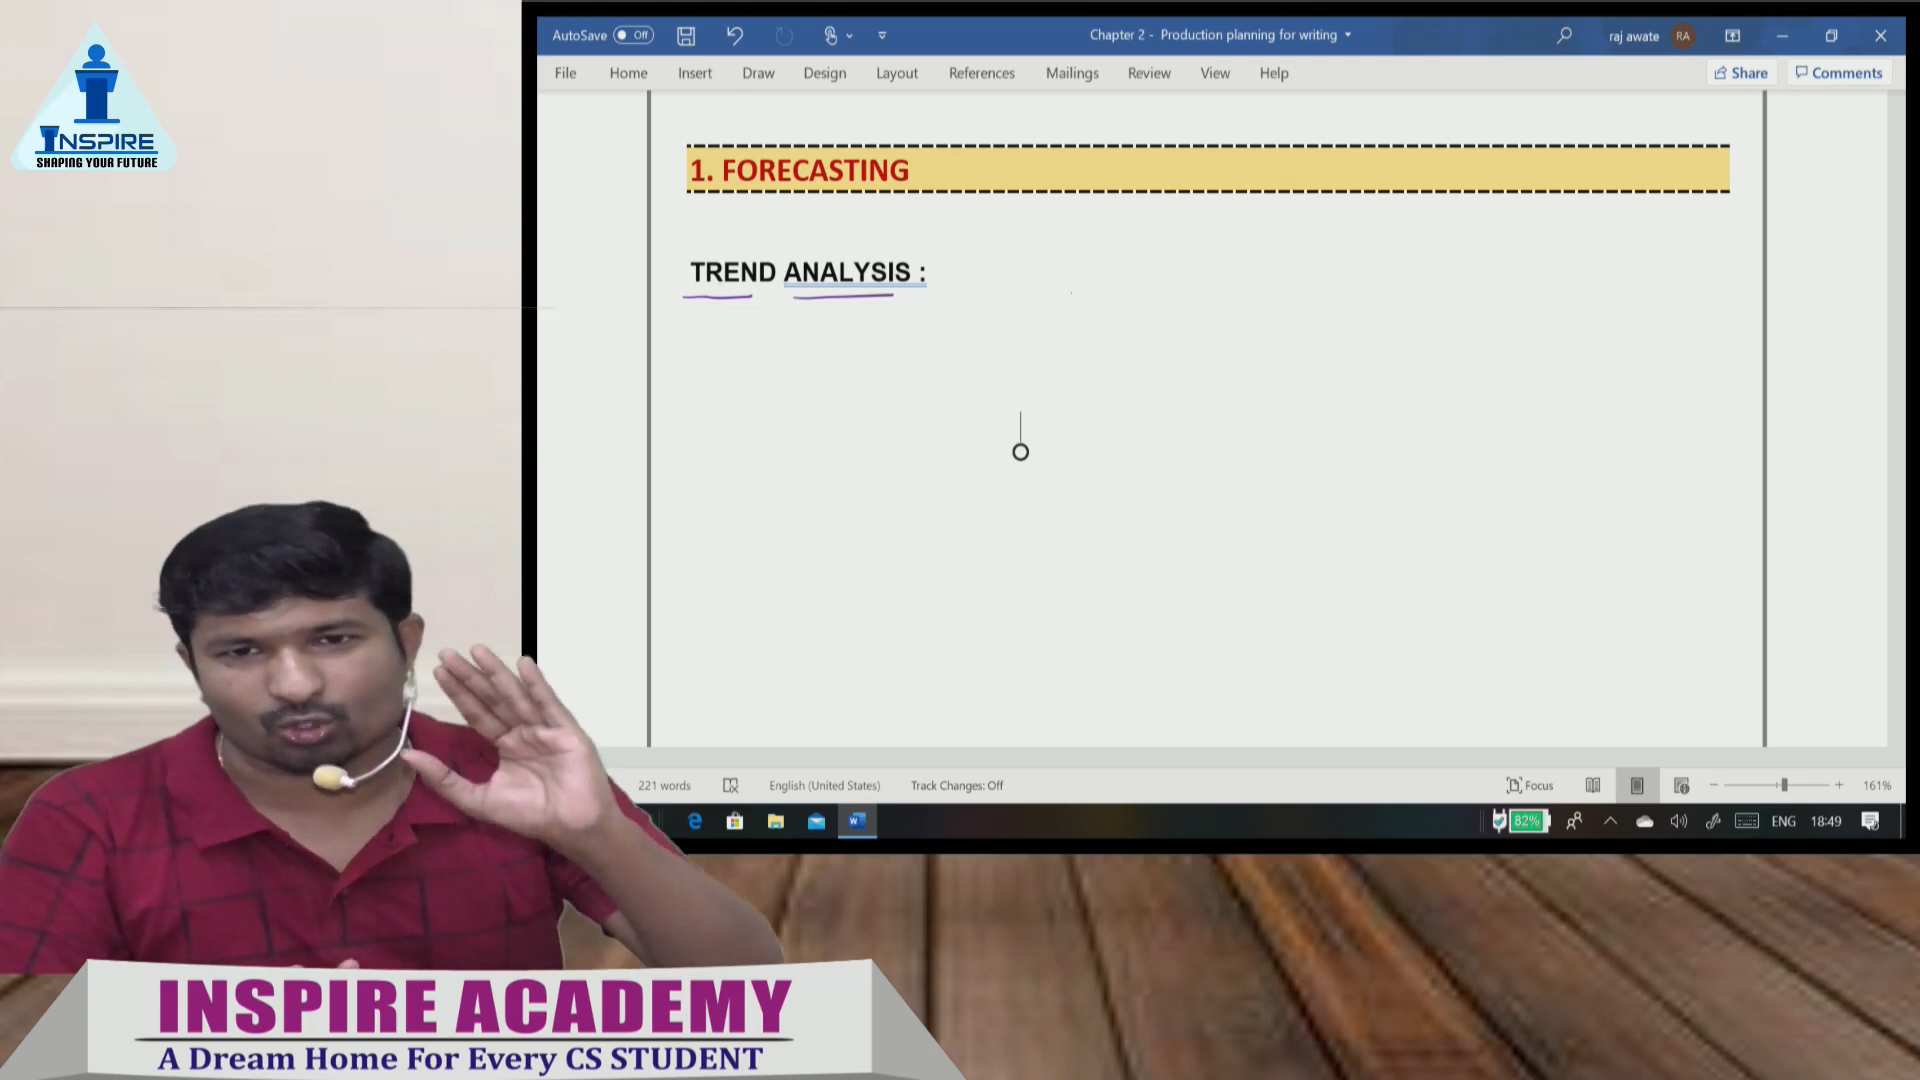 INSPIRE
SHAPING YOUR FUTURE
AutoSave Off
Chapter 2 - Production planning for writing
raj awate RA
File Home Insert Draw Design Layout References Mailings Review View Help
Share Comments
1. FORECASTING
TREND ANALYSIS :
221 words English (United States) Track Changes: Off
Focus 161%
82% ENG 18:49
INSPIRE ACADEMY
A Dream Home For Every CS STUDENT